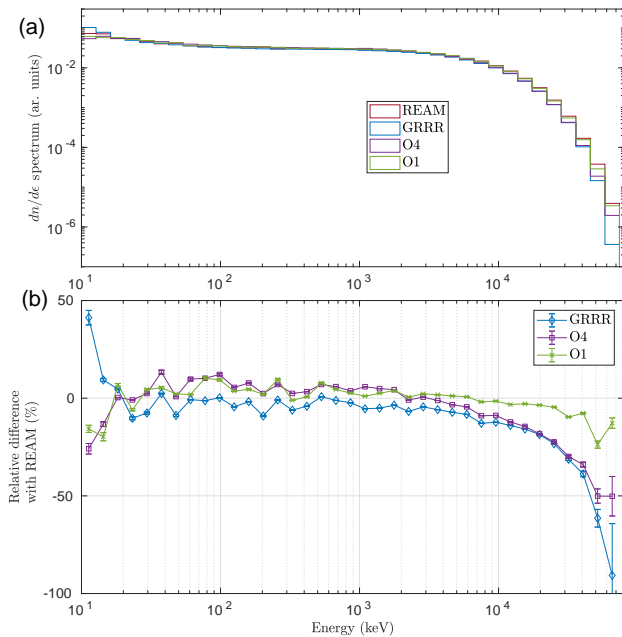 (a)
10^-2
10^-4
10^-6
dn/dϵ spectrum (ar. units)
REAM
GRRR
O4
O1
10^1
10^2
10^3
10^4
(b)
50
0
-50
-100
Relative difference
with REAM (%)
GRRR
O4
O1
10^1
10^2
10^3
10^4
Energy (keV)